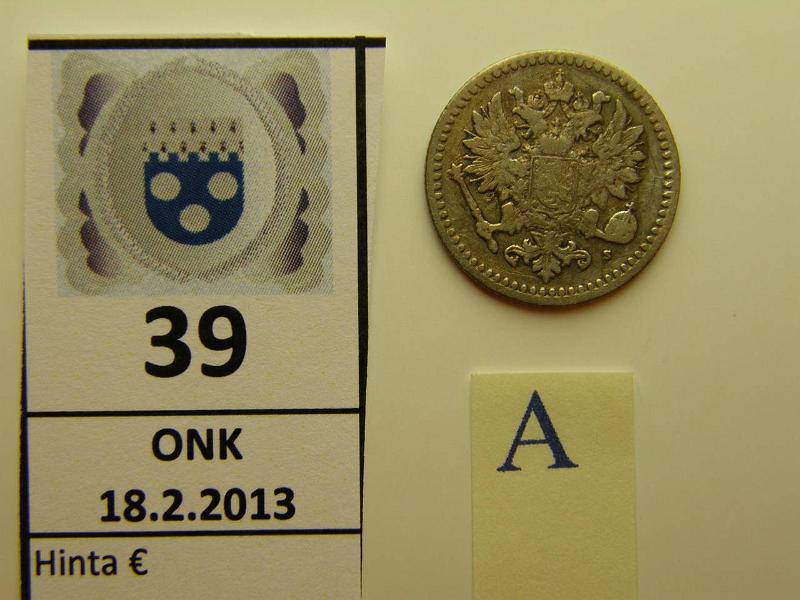 39
ONK
18.2.2013
Hinta €
S
A